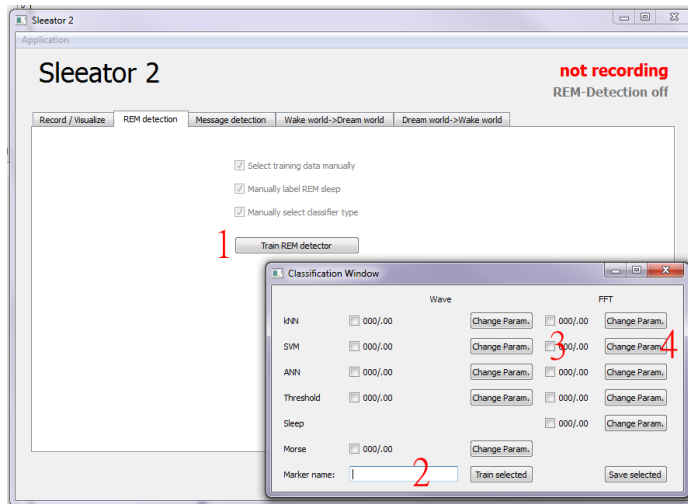 Sleeator 2
Application
Sleeator 2
not recording
REM-Detection off
Record / Visualize REM detection Message detection Wake world->Dream world Dream world->Wake world
Select training data manually
Manually label REM sleep
Manually select classifier type
1 Train REM detector
Classification Window
Wave FFT
kNN 000/.00 Change Param. 000/.00 Change Param.
SVM 000/.00 Change Param. 3 000/.00 Change Param. 4
ANN 000/.00 Change Param. 000/.00 Change Param.
Threshold 000/.00 Change Param. 000/.00 Change Param.
Sleep 000/.00 Change Param.
Morse 000/.00 Change Param.
Marker name: 2 Train selected Save selected